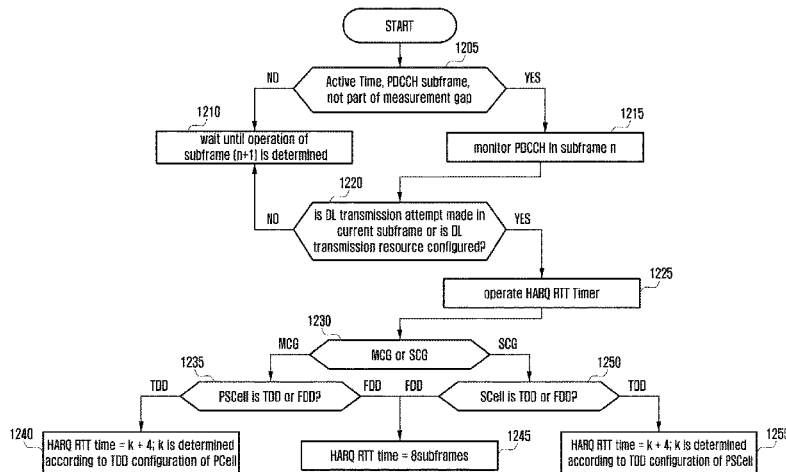 START
1205
NO
Active Time, PDCCH subframe,
not part of measurement gap
YES
1210
wait until operation of
subframe (n+1) is determined
1215
monitor PDCCH in subframe n
1220
NO
is DL transmission attempt made in
current subframe or is DL
transmission resource configured?
YES
1225
operate HARQ RTT Timer
1230
MCG
MCG or SCG
SCG
1235
1250
TDD
PSCell is TDD or FDD?
FDD
FDD
SCell is TDD or FDD?
TDD
1240
HARQ RTT time = k + 4; k is determined
according to TDD configuration of PCell
1245
HARQ RTT time = 8subframes
1255
HARQ RTT time = k + 4; k is determined
according to TDD configuration of PSCell